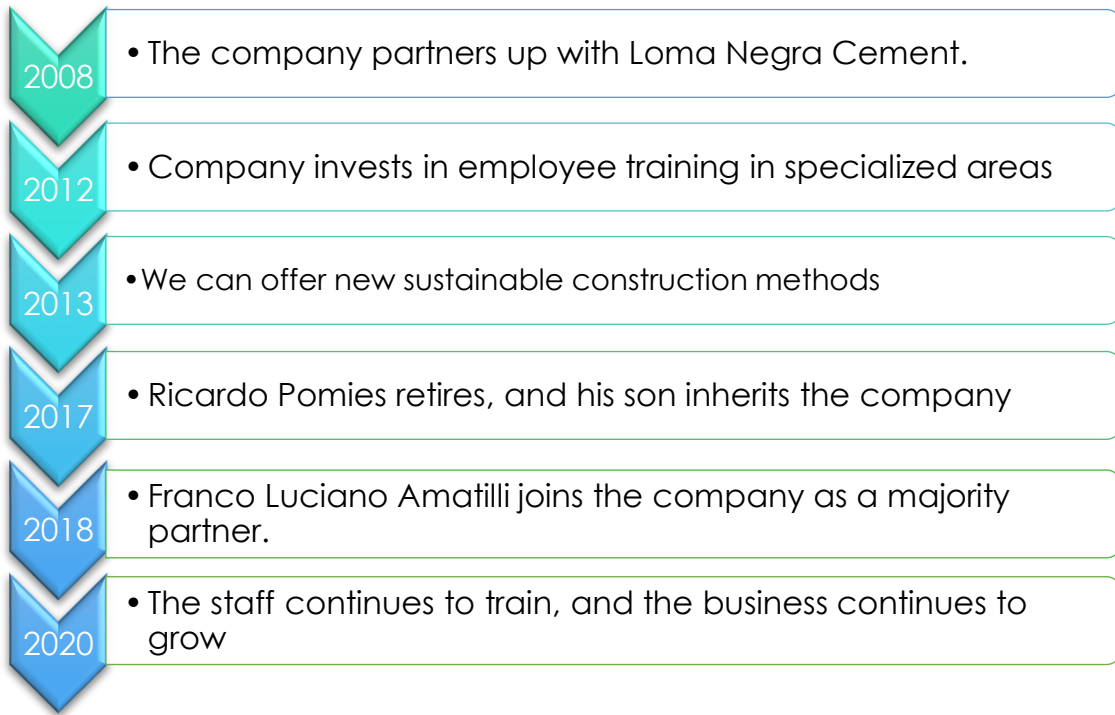 2008
• The company partners up with Loma Negra Cement.
2012
• Company invests in employee training in specialized areas
2013
• We can offer new sustainable construction methods
2017
• Ricardo Pomies retires, and his son inherits the company
2018
• Franco Luciano Amatilli joins the company as a majority
partner.
2020
• The staff continues to train, and the business continues to
grow